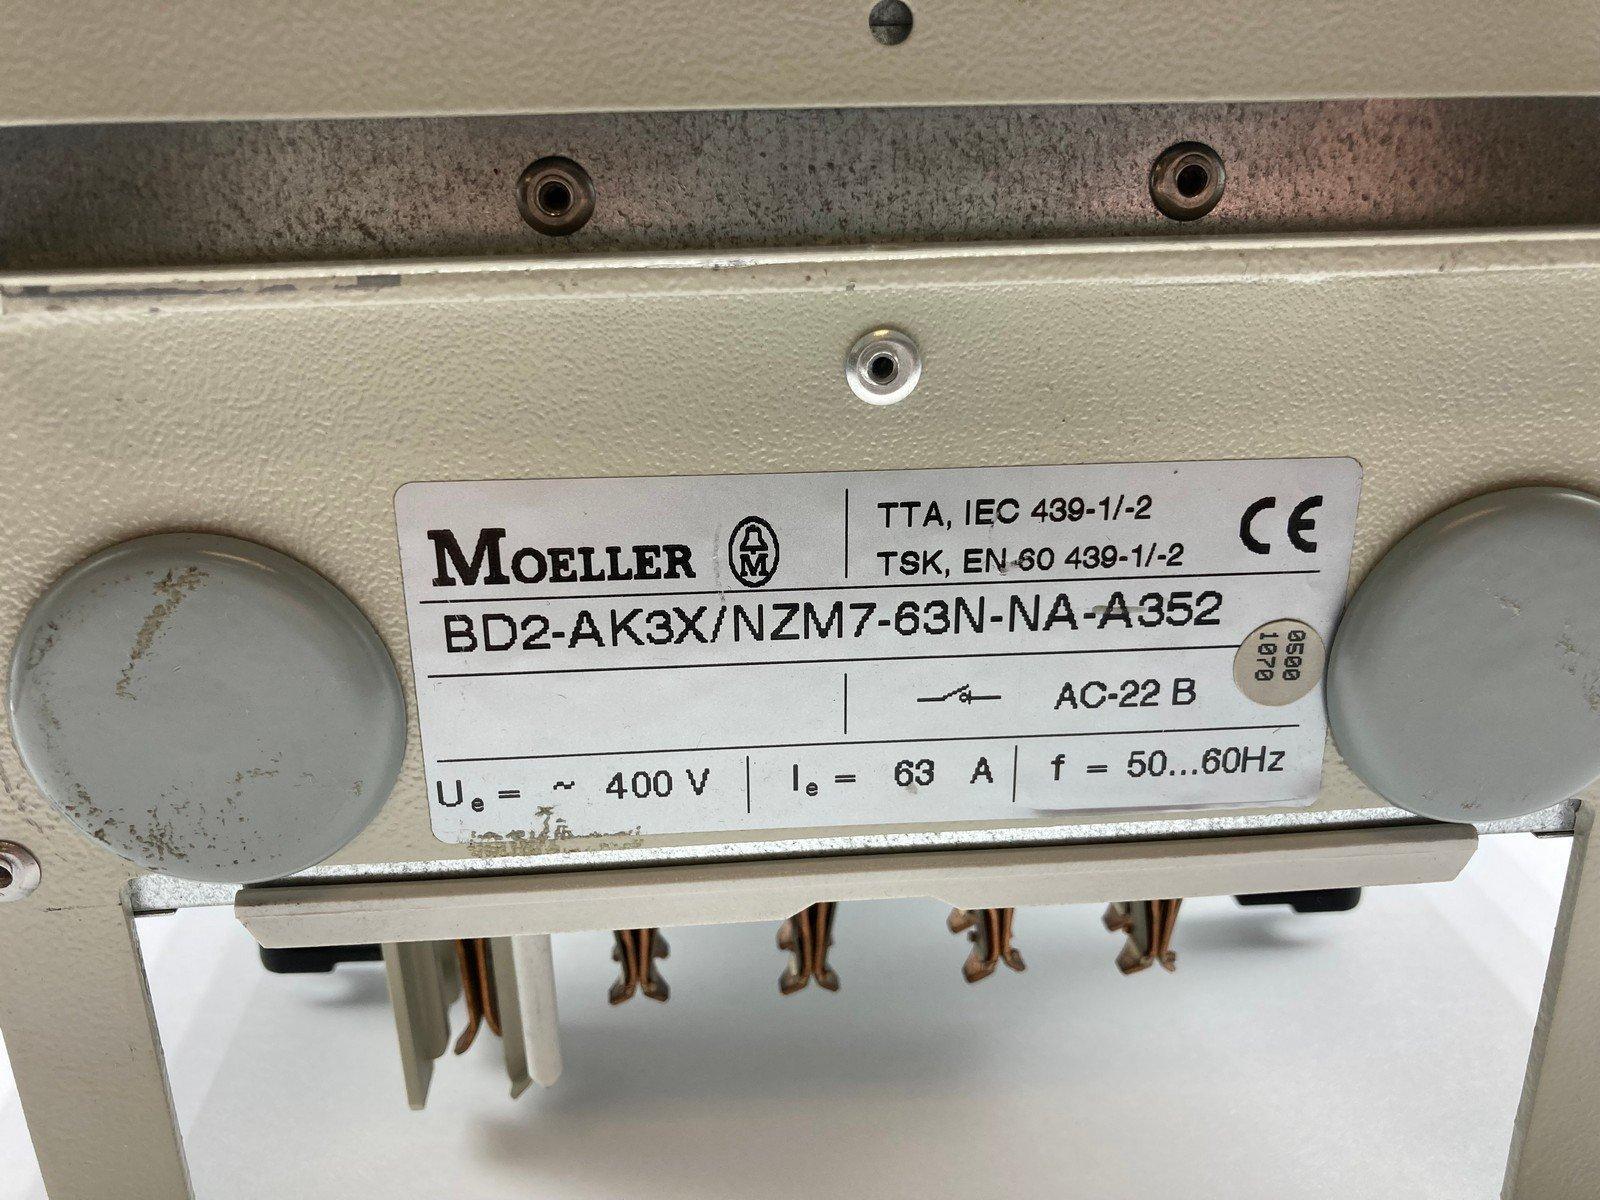 MOELLER
M
TTA, IEC 439-1/-2
TSK, EN 60 439-1/-2
CE
BD2-AK3X/NZM7-63N-NA-A352
0500
1070
AC-22 B
Ue = ~ 400 V
Ie = 63 A
f = 50...60Hz